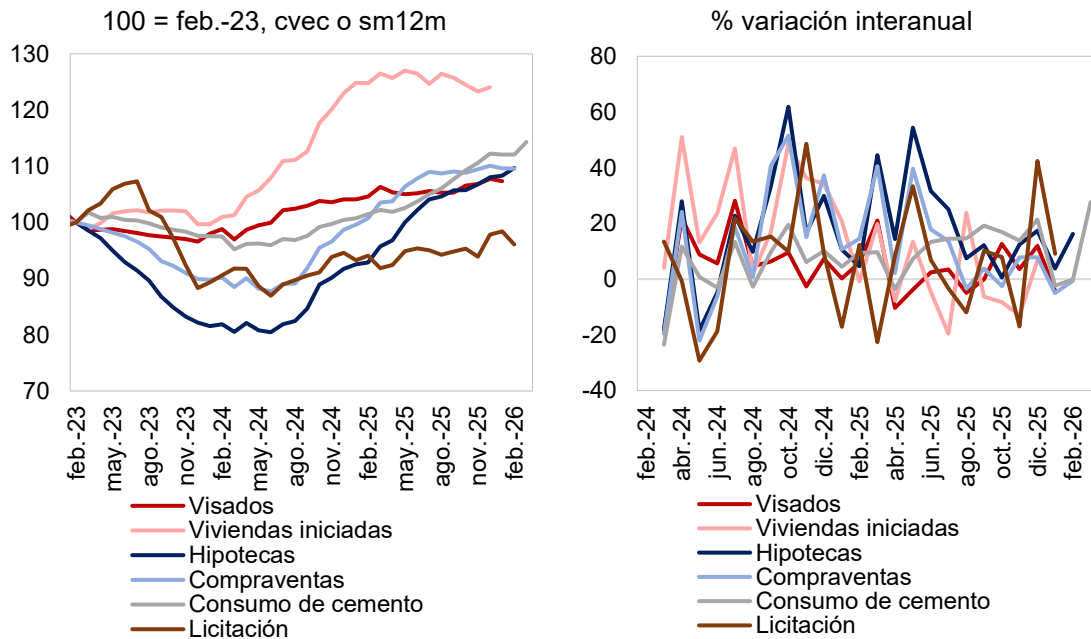 100 = feb.-23, cvec o sm12m
130
120
110
100
90
80
70
feb.-23
may.-23
ago.-23
nov.-23
feb.-24
may.-24
ago.-24
nov.-24
feb.-25
may.-25
ago.-25
nov.-25
feb.-26
Visados
Viviendas iniciadas
Hipotecas
Compraventas
Consumo de cemento
Licitación
% variación interanual
80
60
40
20
0
-20
-40
feb.-24
abr.-24
jun.-24
ago.-24
oct.-24
dic.-24
feb.-25
abr.-25
jun.-25
ago.-25
oct.-25
dic.-25
feb.-26
Visados
Viviendas iniciadas
Hipotecas
Compraventas
Consumo de cemento
Licitación